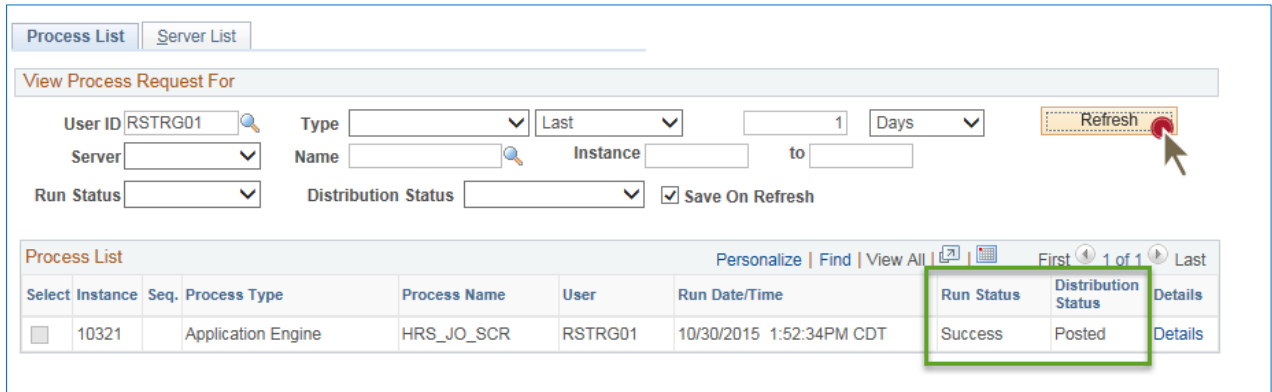 Process List Server List
View Process Request For
User ID RSTRG01 Type Last 1 Days Refresh
Server Name Instance to
Run Status Distribution Status Save On Refresh
Process List Personalize | Find | View All | | First 1 of 1 Last
Select Instance Seq. Process Type Process Name User Run Date/Time Run Status Distribution Status Details
10321 Application Engine HRS_JO_SCR RSTRG01 10/30/2015 1:52:34PM CDT Success Posted Details